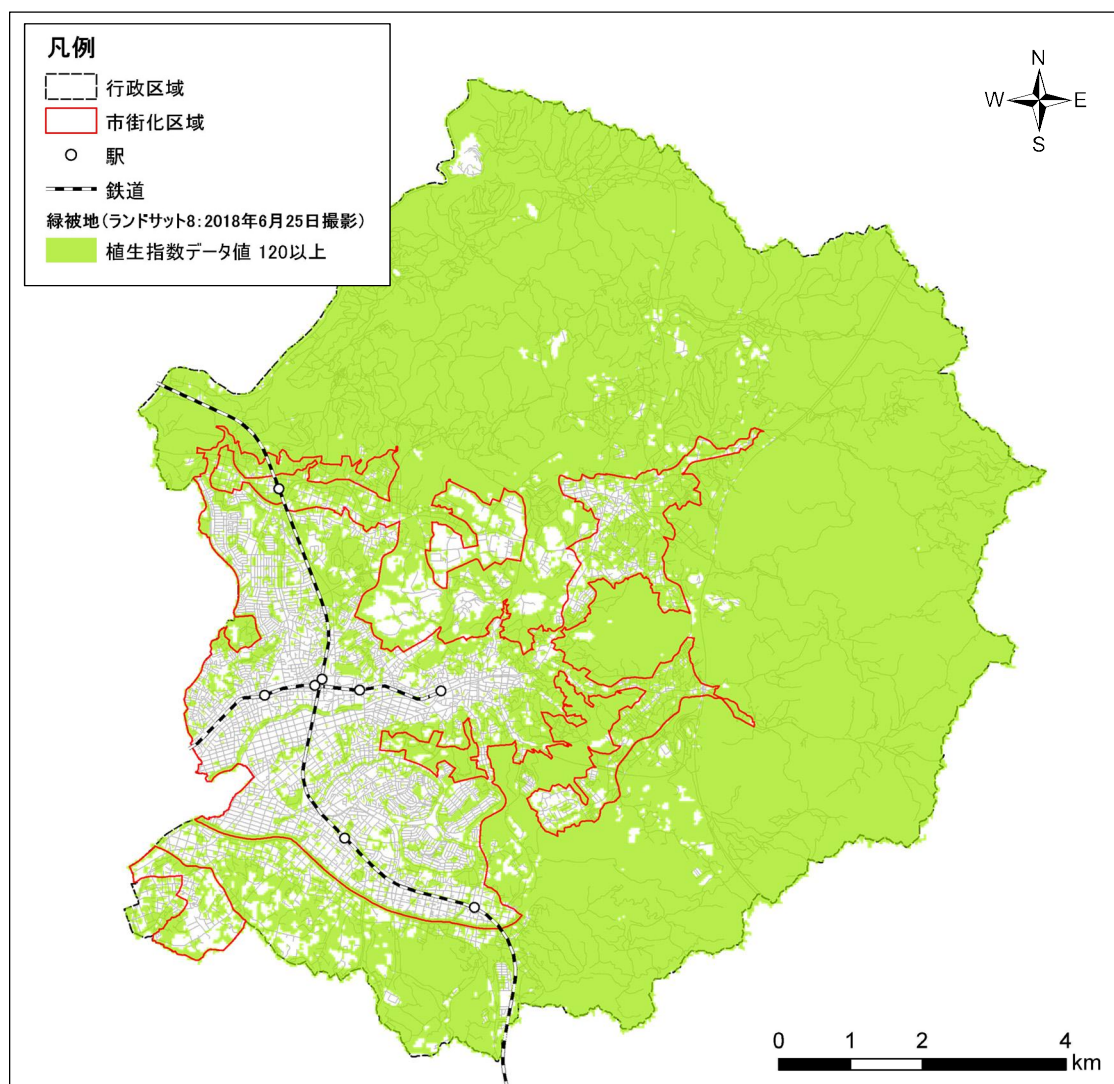 凡例
行政区域
市街化区域
駅
鉄道
緑被地(ランドサット8:2018年6月25日撮影)
植生指数データ値 120以上
N
W E
S
0 1 2 4
km